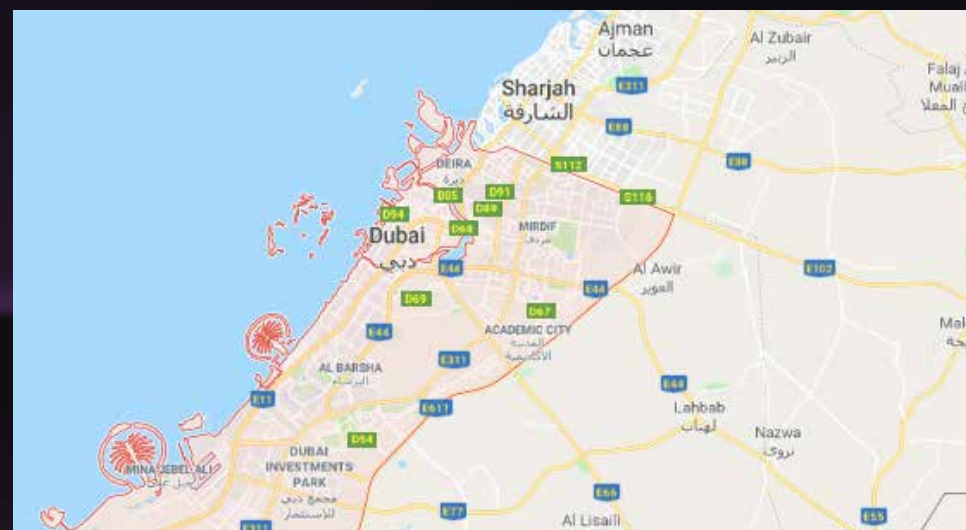 Ajman
عجمان
Al Zubair
الزبير
Falaj
Mual
المعلا
Sharjah
الشارقة
E311
E88
E88
DEIRA
ديرة
S112
S116
D85
D91
D89
D94
D68
MIRDIF
مردف
Dubai
دبي
E44
E102
Al Awir
العوير
E44
D69
D67
E44
ACADEMIC CITY
المدينة
الأكاديمية
Mal
E311
AL BARSHA
البرشاء
E44
E11
E611
Lahbab
لهباب
D54
Nazwa
نزوى
DUBAI
INVESTMENTS
PARK
مجمع دبي
للإستثمار
MINA JEBEL ALI
E66
E77
E55
Al Lisaili
E311